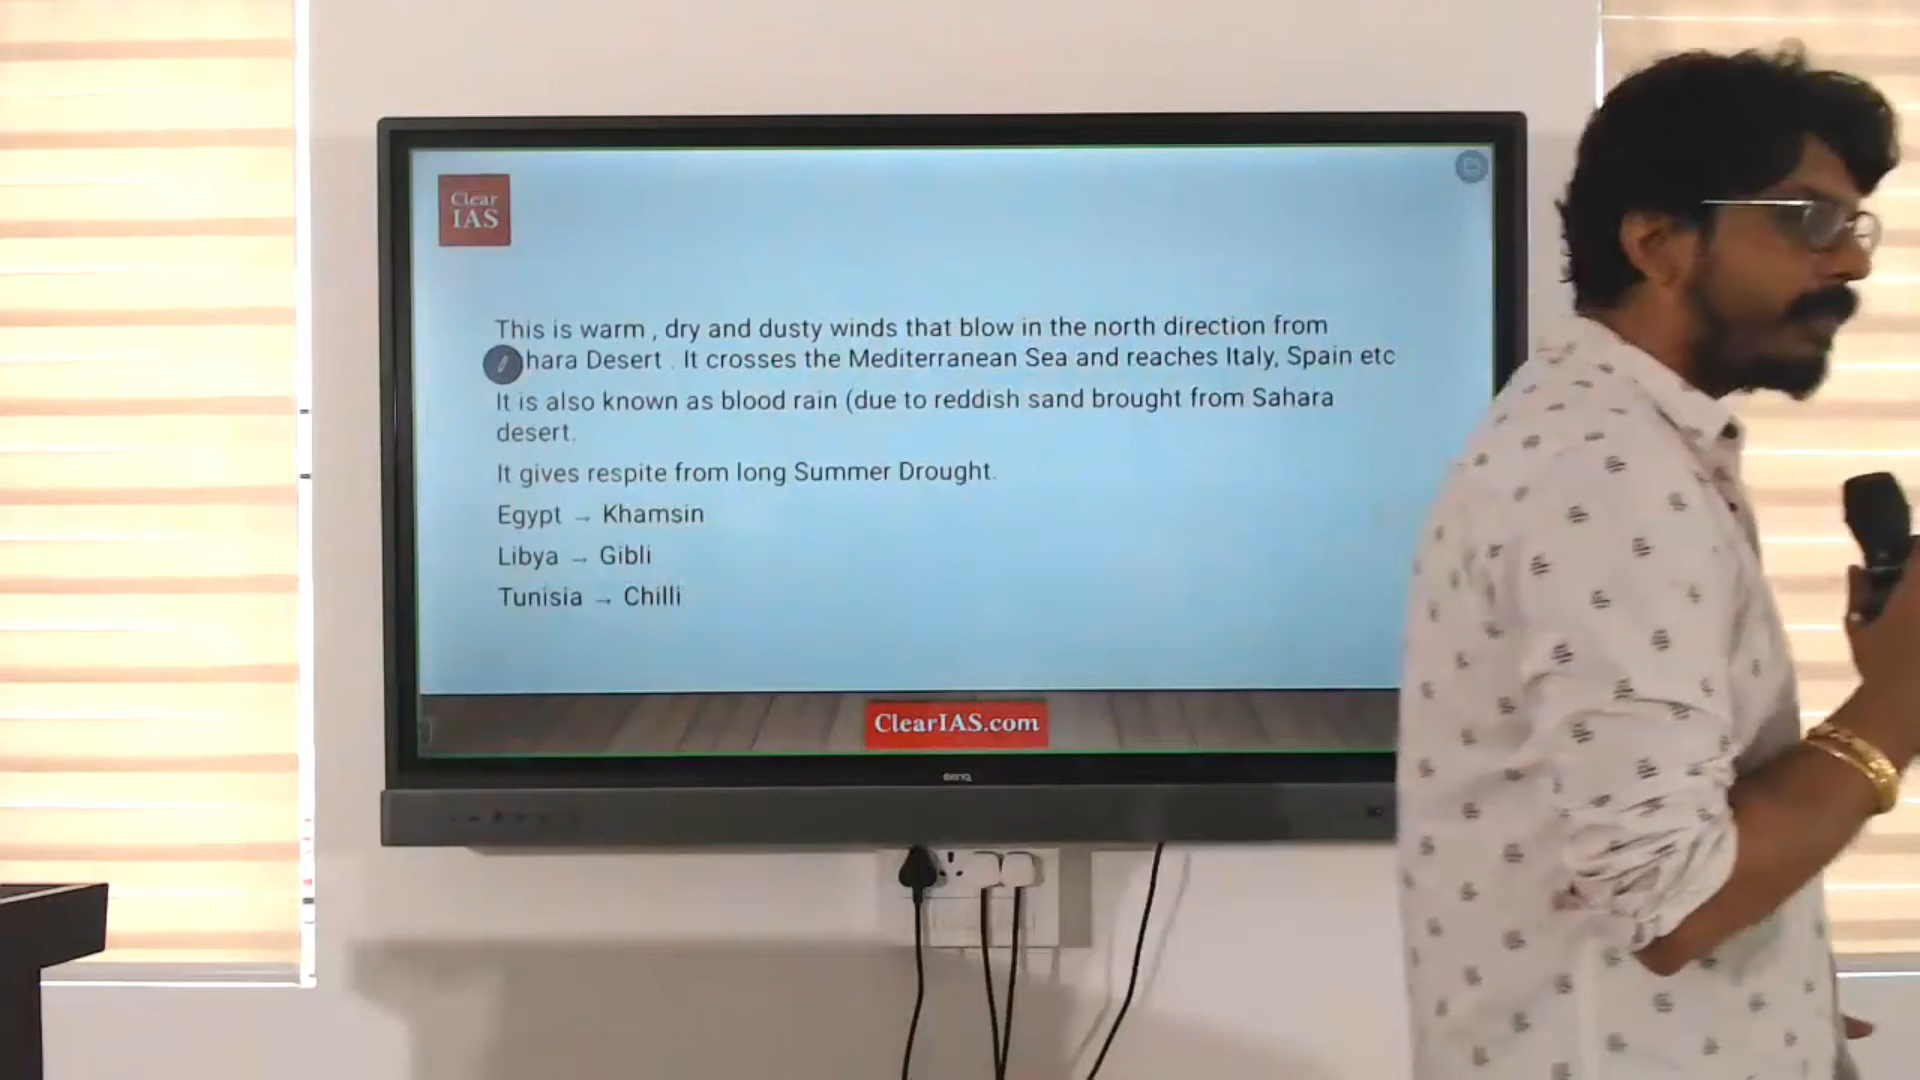 Clear
IAS
This is warm , dry and dusty winds that blow in the north direction from
hara Desert . It crosses the Mediterranean Sea and reaches Italy, Spain etc
It is also known as blood rain (due to reddish sand brought from Sahara
desert.
It gives respite from long Summer Drought.
Egypt → Khamsin
Libya → Gibli
Tunisia → Chilli
ClearIAS.com
BenQ